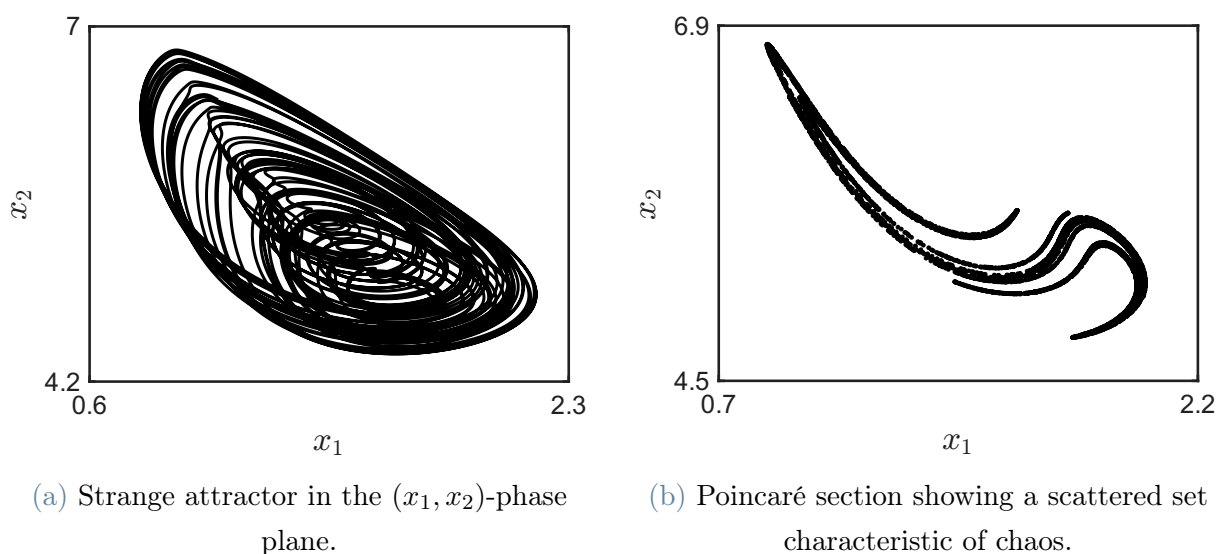 7
x₂
4.2
0.6
2.3
x₁
(a) Strange attractor in the (x₁, x₂)-phase
plane.
6.9
x₂
4.5
0.7
2.2
x₁
(b) Poincaré section showing a scattered set
characteristic of chaos.